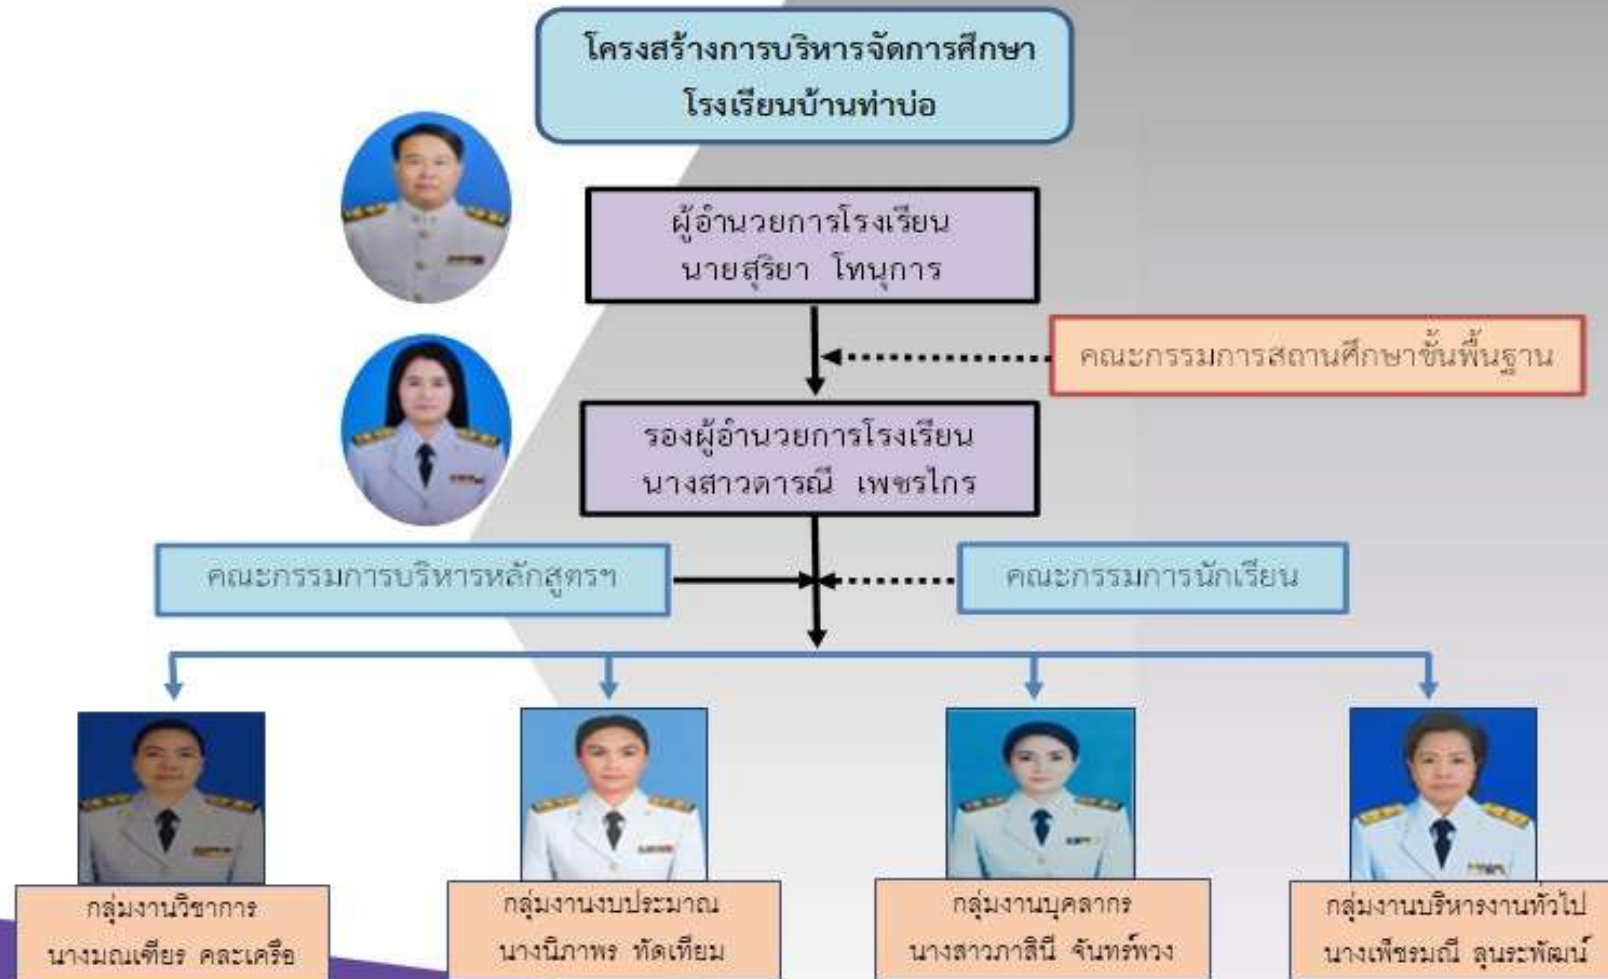 โครงสร้างการบริหารจัดการศึกษา
โรงเรียนบ้านท่าบ่อ
ผู้อำนวยการโรงเรียน
นายสุริยา โทนุการ
คณะกรรมการสถานศึกษาขั้นพื้นฐาน
รองผู้อำนวยการโรงเรียน
นางสาวดารณี เพชรไกร
คณะกรรมการบริหารหลักสูตรฯ
คณะกรรมการนักเรียน
กลุ่มงานวิชาการ
นางมณเฑียร คละเครือ
กลุ่มงานงบประมาณ
นางนิภาพร ทัดเทียม
กลุ่มงานบุคลากร
นางสาวภาสินี จันทร์พวง
กลุ่มงานบริหารงานทั่วไป
นางเพ็ชรมณี ลุนระพัฒน์